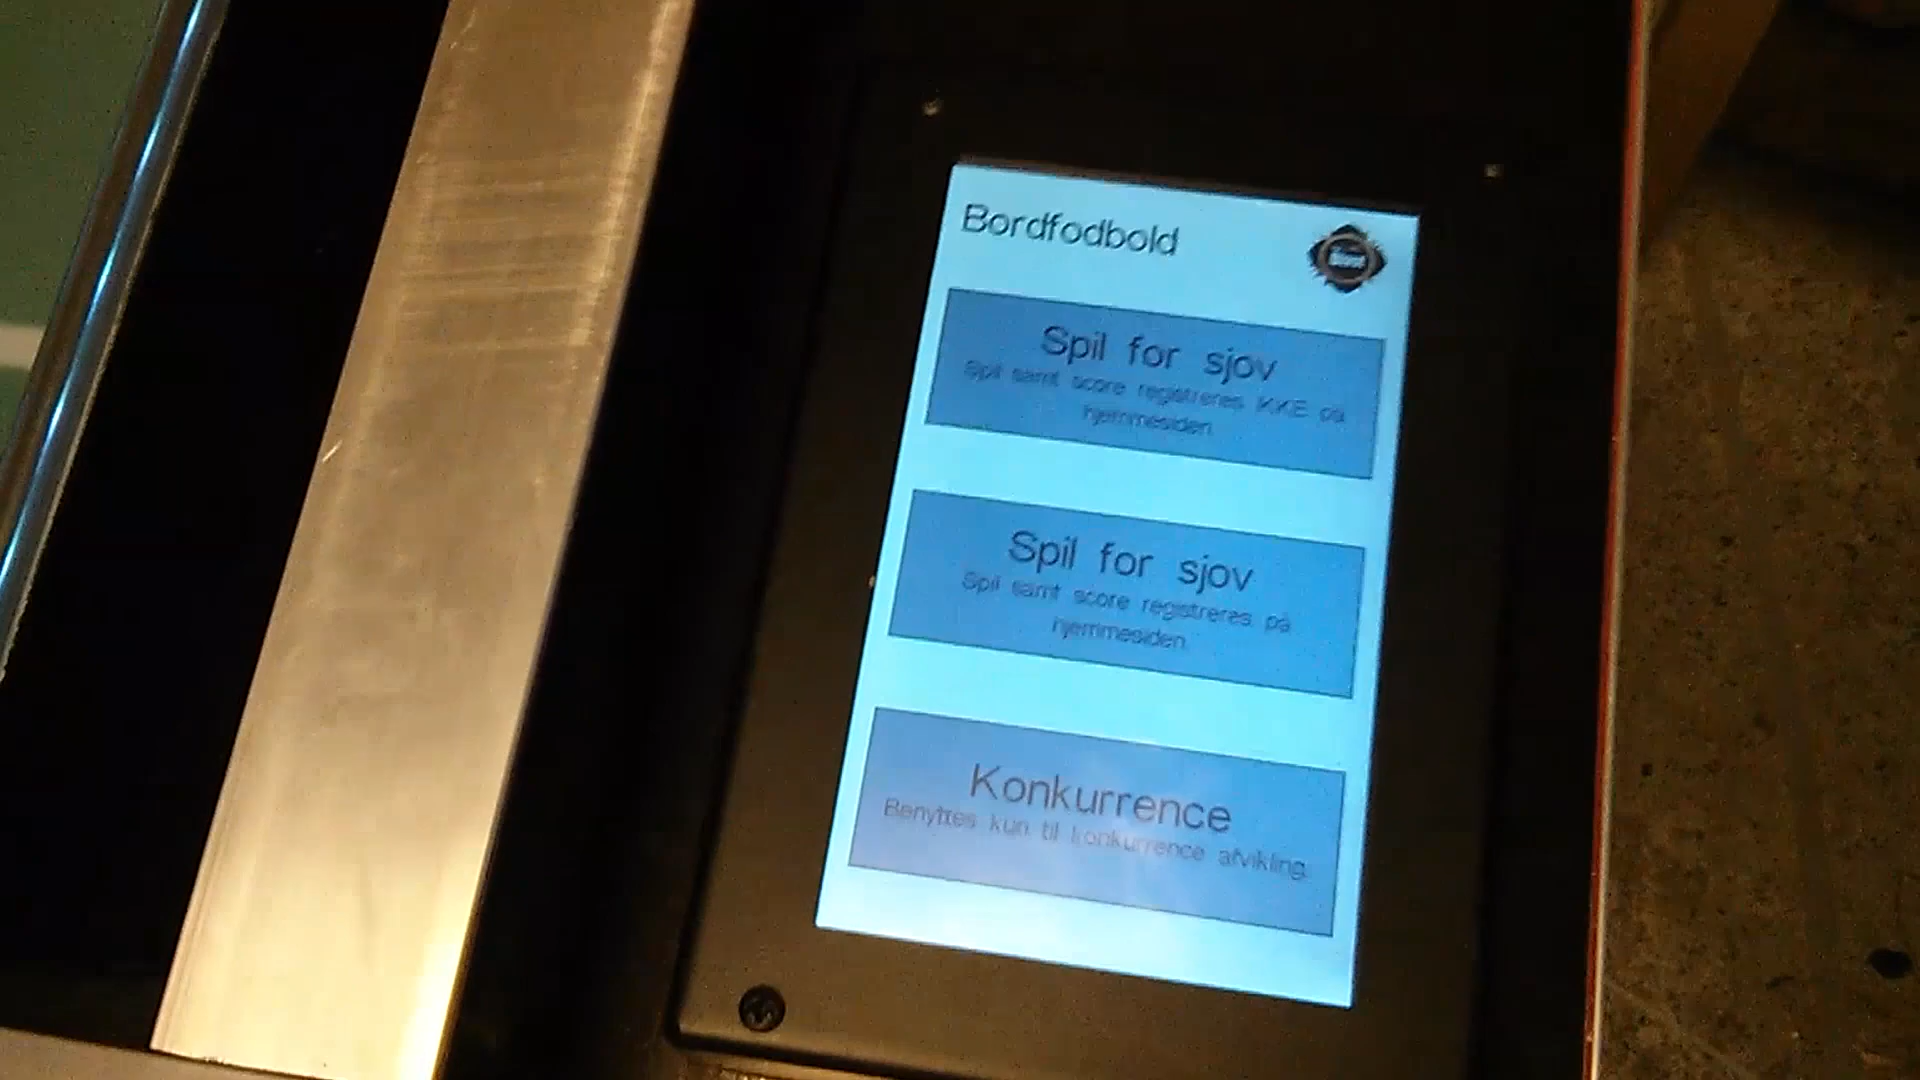 Bordfodbold
Spil for sjov
Spil samt score registreres IKKE på
hjemmesiden.
Spil for sjov
Spil samt score registreres på
hjemmesiden.
Konkurrence
Benyttes kun til konkurrence afvikling.